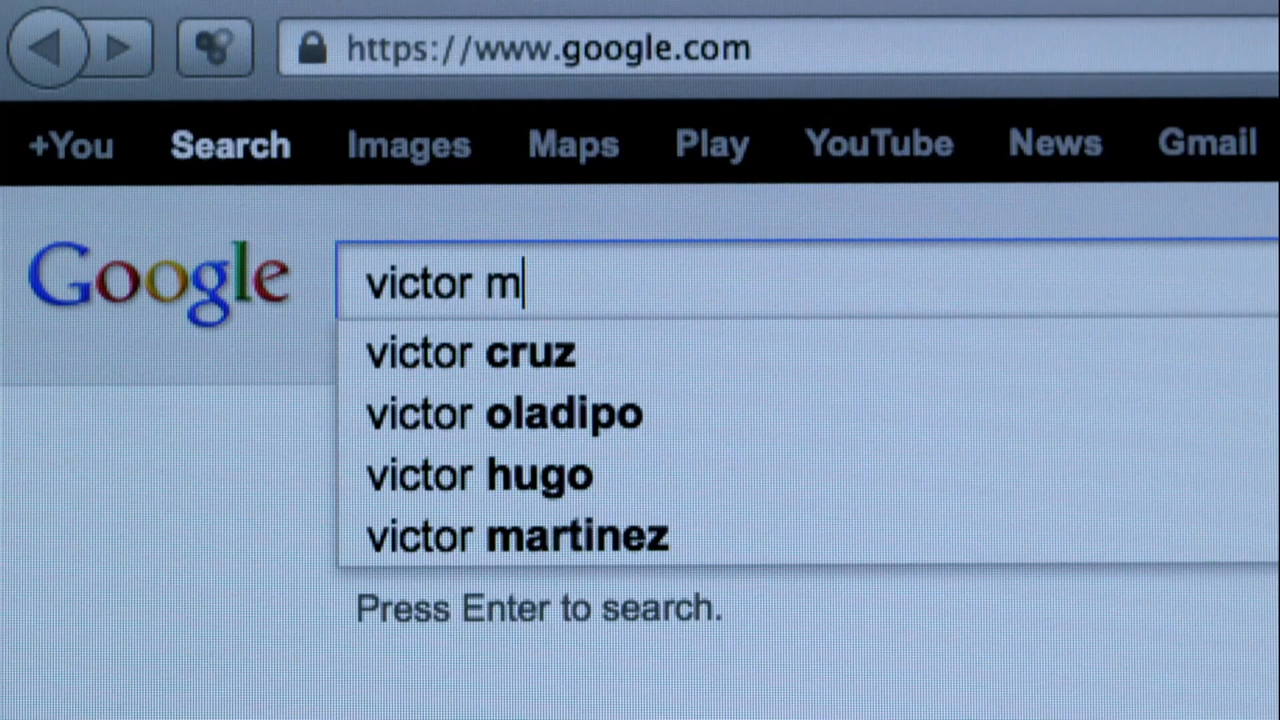 https://www.google.com
+You Search Images Maps Play YouTube News Gmail
Google victor m
victor cruz
victor oladipo
victor hugo
victor martinez
Press Enter to search.